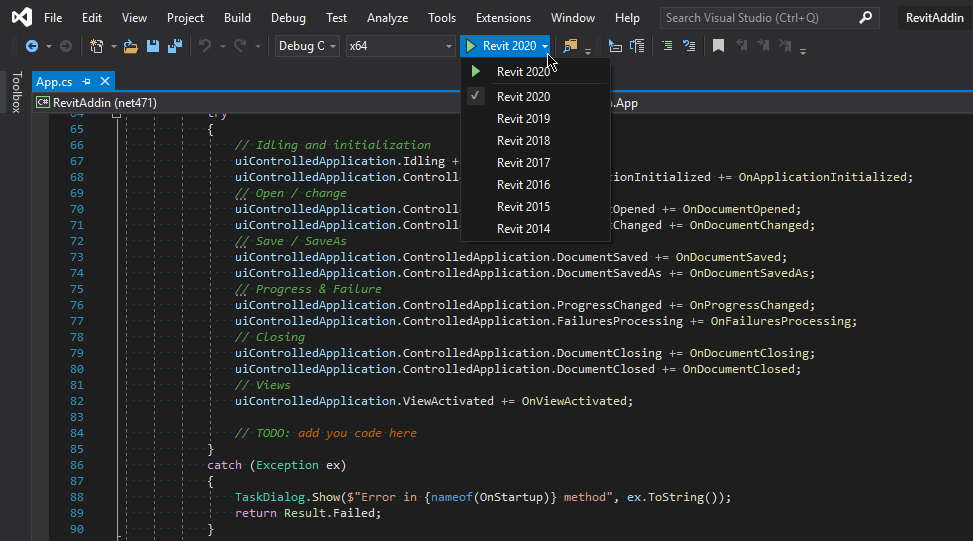 File Edit View Project Build Debug Test Analyze Tools Extensions Window Help Search Visual Studio (Ctrl+Q) RevitAddin
Debug C x64 Revit 2020
Revit 2020
Revit 2020
Revit 2019
Revit 2018
Revit 2017
Revit 2016
Revit 2015
Revit 2014
Toolbox
App.cs
C# RevitAddin (net471) .App
64 try
65 {
66 // Idling and initialization
67 uiControlledApplication.Idling +
68 uiControlledApplication.Control tionInitialized += OnApplicationInitialized;
69 // Open / change
70 uiControlledApplication.Control tOpened += OnDocumentOpened;
71 uiControlledApplication.Control tChanged += OnDocumentChanged;
72 // Save / SaveAs
73 uiControlledApplication.ControlledApplication.DocumentSaved += OnDocumentSaved;
74 uiControlledApplication.ControlledApplication.DocumentSavedAs += OnDocumentSavedAs;
75 // Progress & Failure
76 uiControlledApplication.ControlledApplication.ProgressChanged += OnProgressChanged;
77 uiControlledApplication.ControlledApplication.FailuresProcessing += OnFailuresProcessing;
78 // Closing
79 uiControlledApplication.ControlledApplication.DocumentClosing += OnDocumentClosing;
80 uiControlledApplication.ControlledApplication.DocumentClosed += OnDocumentClosed;
81 // Views
82 uiControlledApplication.ViewActivated += OnViewActivated;
83
84 // TODO: add you code here
85 }
86 catch (Exception ex)
87 {
88 TaskDialog.Show($"Error in {nameof(OnStartup)} method", ex.ToString());
89 return Result.Failed;
90 }